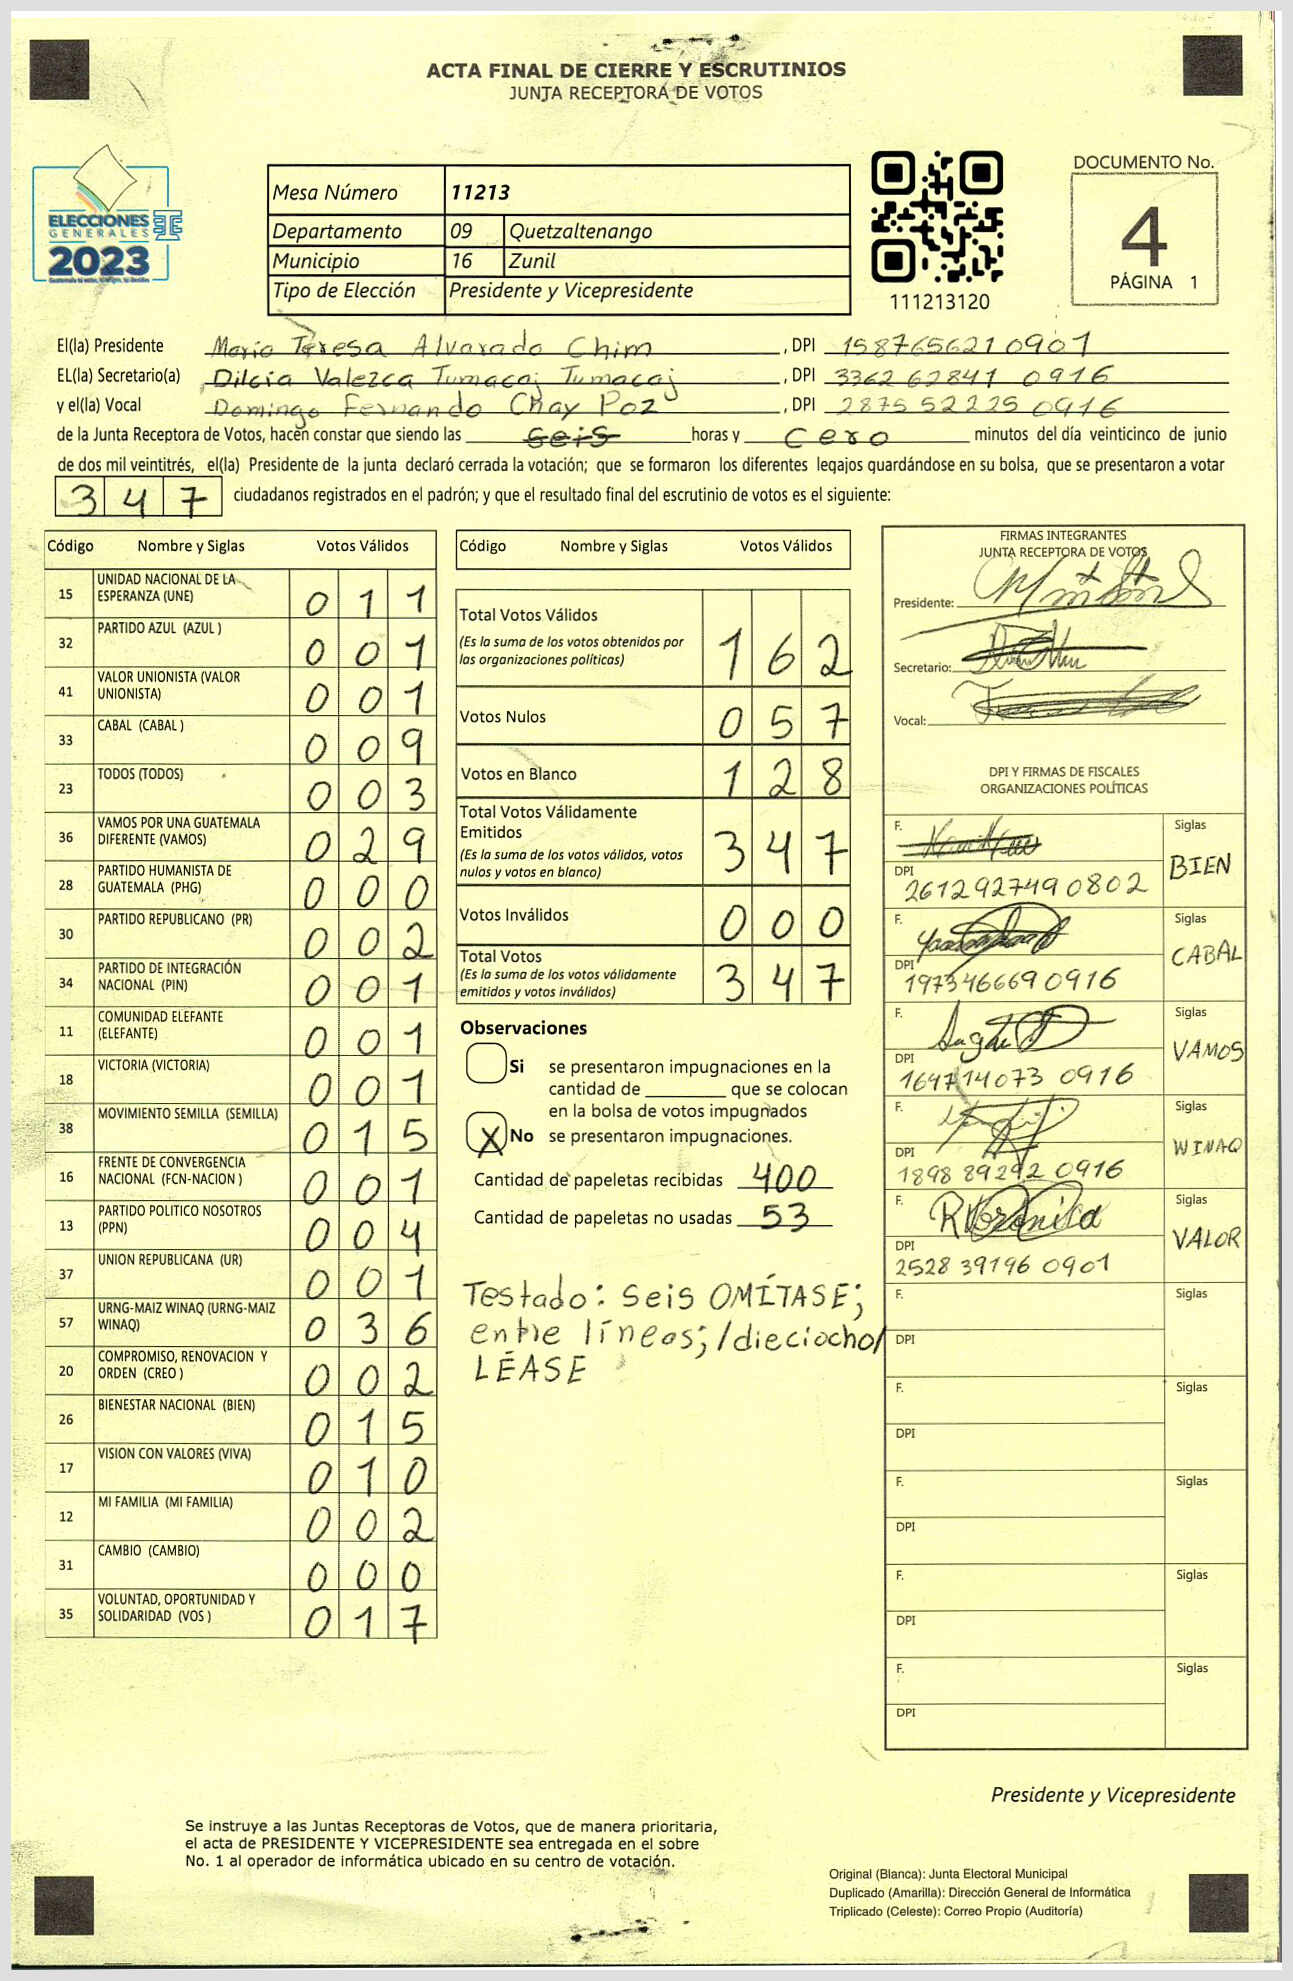 ACTA FINAL DE CIERRE Y ESCRUTINIOS
JUNTA RECEPTORA DE VOTOS
ELECCIONES
GENERALES
2023
Mesa Número 11213
Departamento 09 Quetzaltenango
Municipio 16 Zunil
Tipo de Elección Presidente y Vicepresidente
111213120
DOCUMENTO No.
4
PÁGINA 1
El(la) Presidente María Teresa Alvarado Chim, DPI 158765621 0901
EL(la) Secretario(a) Dilcia Valezca Tumacaj Tumacaj, DPI 3362 62841 0916
y el(la) Vocal Domingo Fernando Chay Poz, DPI 2875 52225 0916
de la Junta Receptora de Votos, hacen constar que siendo las seis horas y cero minutos del día veinticinco de junio
de dos mil veintitrés, el(la) Presidente de la junta declaró cerrada la votación; que se formaron los diferentes legajos guardándose en su bolsa, que se presentaron a votar
347 ciudadanos registrados en el padrón; y que el resultado final del escrutinio de votos es el siguiente:
Código Nombre y Siglas Votos Válidos
15 UNIDAD NACIONAL DE LA ESPERANZA (UNE) 011
32 PARTIDO AZUL (AZUL ) 001
41 VALOR UNIONISTA (VALOR UNIONISTA) 001
33 CABAL (CABAL ) 009
23 TODOS (TODOS) 003
36 VAMOS POR UNA GUATEMALA DIFERENTE (VAMOS) 029
28 PARTIDO HUMANISTA DE GUATEMALA (PHG) 000
30 PARTIDO REPUBLICANO (PR) 002
34 PARTIDO DE INTEGRACIÓN NACIONAL (PIN) 001
11 COMUNIDAD ELEFANTE (ELEFANTE) 001
18 VICTORIA (VICTORIA) 001
38 MOVIMIENTO SEMILLA (SEMILLA) 015
16 FRENTE DE CONVERGENCIA NACIONAL (FCN-NACION ) 001
13 PARTIDO POLITICO NOSOTROS (PPN) 004
37 UNION REPUBLICANA (UR) 001
57 URNG-MAIZ WINAQ (URNG-MAIZ WINAQ) 036
20 COMPROMISO, RENOVACION Y ORDEN (CREO ) 002
26 BIENESTAR NACIONAL (BIEN) 015
17 VISION CON VALORES (VIVA) 010
12 MI FAMILIA (MI FAMILIA) 002
31 CAMBIO (CAMBIO) 000
35 VOLUNTAD, OPORTUNIDAD Y SOLIDARIDAD (VOS ) 017
Código Nombre y Siglas Votos Válidos
Total Votos Válidos 162
(Es la suma de los votos obtenidos por
las organizaciones políticas)
Votos Nulos 057
Votos en Blanco 128
Total Votos Válidamente
Emitidos 347
(Es la suma de los votos válidos, votos
nulos y votos en blanco)
Votos Inválidos 000
Total Votos 347
(Es la suma de los votos válidamente
emitidos y votos inválidos)
Observaciones
Si se presentaron impugnaciones en la
cantidad de ________ que se colocan
en la bolsa de votos impugnados
X No se presentaron impugnaciones.
Cantidad de papeletas recibidas 400
Cantidad de papeletas no usadas 53
Testado: seis OMÍTASE;
entre líneas; /dieciocho/
LÉASE
FIRMAS INTEGRANTES
JUNTA RECEPTORA DE VOTOS
Presidente:
Secretario:
Vocal:
DPI Y FIRMAS DE FISCALES
ORGANIZACIONES POLÍTICAS
F. Siglas BIEN
DPI 261292749 0802
F. Siglas CABAL
DPI 197346669 0916
F. Siglas VAMOS
DPI 164714073 0916
F. Siglas WINAQ
DPI 1898 89292 0916
F. Siglas VALOR
DPI 2528 39196 0901
F. Siglas
DPI
F. Siglas
DPI
F. Siglas
DPI
F. Siglas
DPI
F. Siglas
DPI
Presidente y Vicepresidente
Se instruye a las Juntas Receptoras de Votos, que de manera prioritaria,
el acta de PRESIDENTE Y VICEPRESIDENTE sea entregada en el sobre
No. 1 al operador de informática ubicado en su centro de votación.
Original (Blanca): Junta Electoral Municipal
Duplicado (Amarilla): Dirección General de Informática
Triplicado (Celeste): Correo Propio (Auditoría)